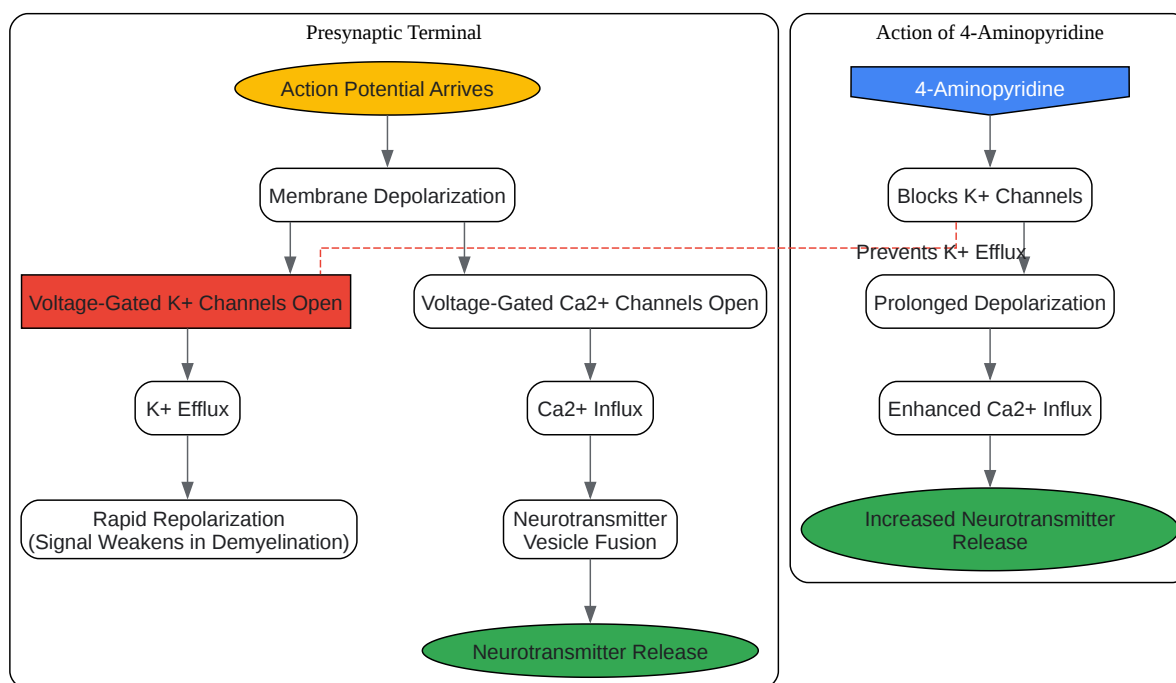 Presynaptic Terminal
Action Potential Arrives
Membrane Depolarization
Voltage-Gated K+ Channels Open
Voltage-Gated Ca2+ Channels Open
K+ Efflux
Ca2+ Influx
Rapid Repolarization
(Signal Weakens in Demyelination)
Neurotransmitter
Vesicle Fusion
Neurotransmitter Release
Action of 4-Aminopyridine
4-Aminopyridine
Blocks K+ Channels
Prevents K+ Efflux
Prolonged Depolarization
Enhanced Ca2+ Influx
Increased Neurotransmitter
Release